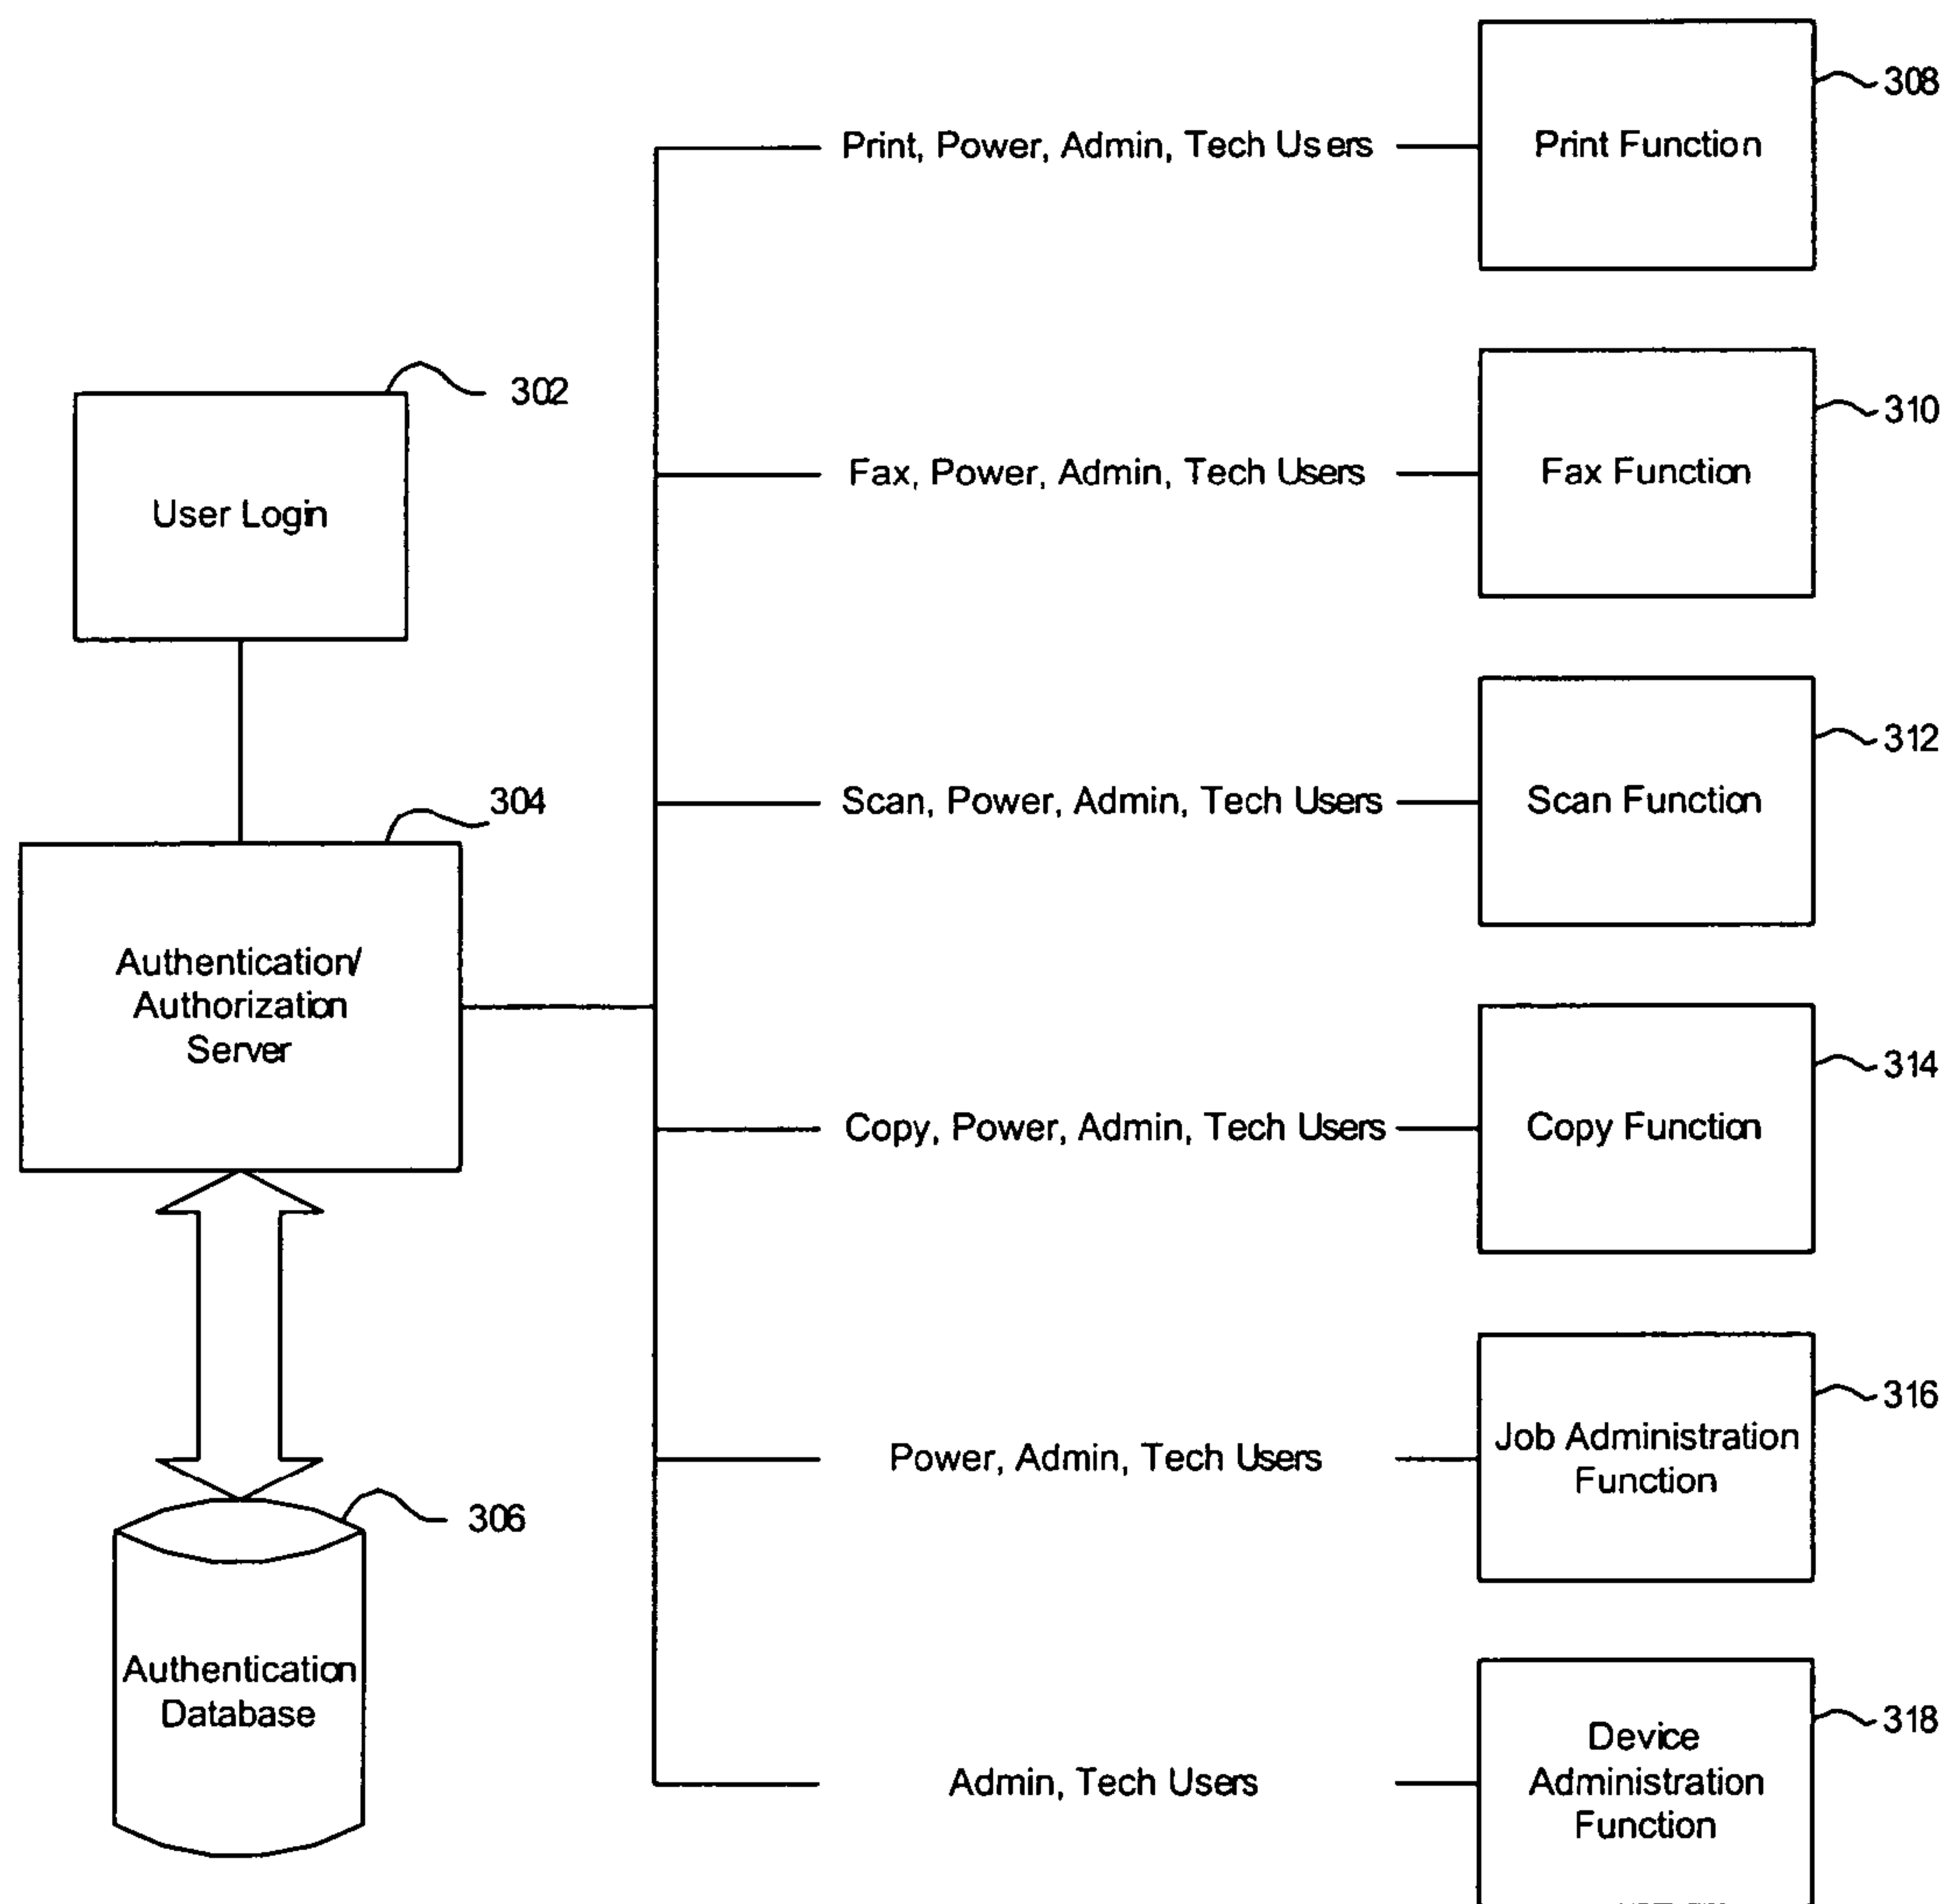 308
Print, Power, Admin, Tech Users
Print Function
302
310
User Login
Fax, Power, Admin, Tech Users
Fax Function
312
304
Scan, Power, Admin, Tech Users
Scan Function
Authentication/
Authorization
Server
314
Copy, Power, Admin, Tech Users
Copy Function
316
Power, Admin, Tech Users
Job Administration
Function
306
Authentication
Database
318
Admin, Tech Users
Device
Administration
Function